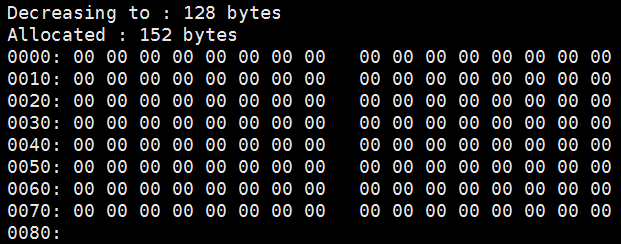 Decreasing to : 128 bytes
Allocated : 152 bytes
0000: 00 00 00 00 00 00 00 00   00 00 00 00 00 00 00 00
0010: 00 00 00 00 00 00 00 00   00 00 00 00 00 00 00 00
0020: 00 00 00 00 00 00 00 00   00 00 00 00 00 00 00 00
0030: 00 00 00 00 00 00 00 00   00 00 00 00 00 00 00 00
0040: 00 00 00 00 00 00 00 00   00 00 00 00 00 00 00 00
0050: 00 00 00 00 00 00 00 00   00 00 00 00 00 00 00 00
0060: 00 00 00 00 00 00 00 00   00 00 00 00 00 00 00 00
0070: 00 00 00 00 00 00 00 00   00 00 00 00 00 00 00 00
0080: